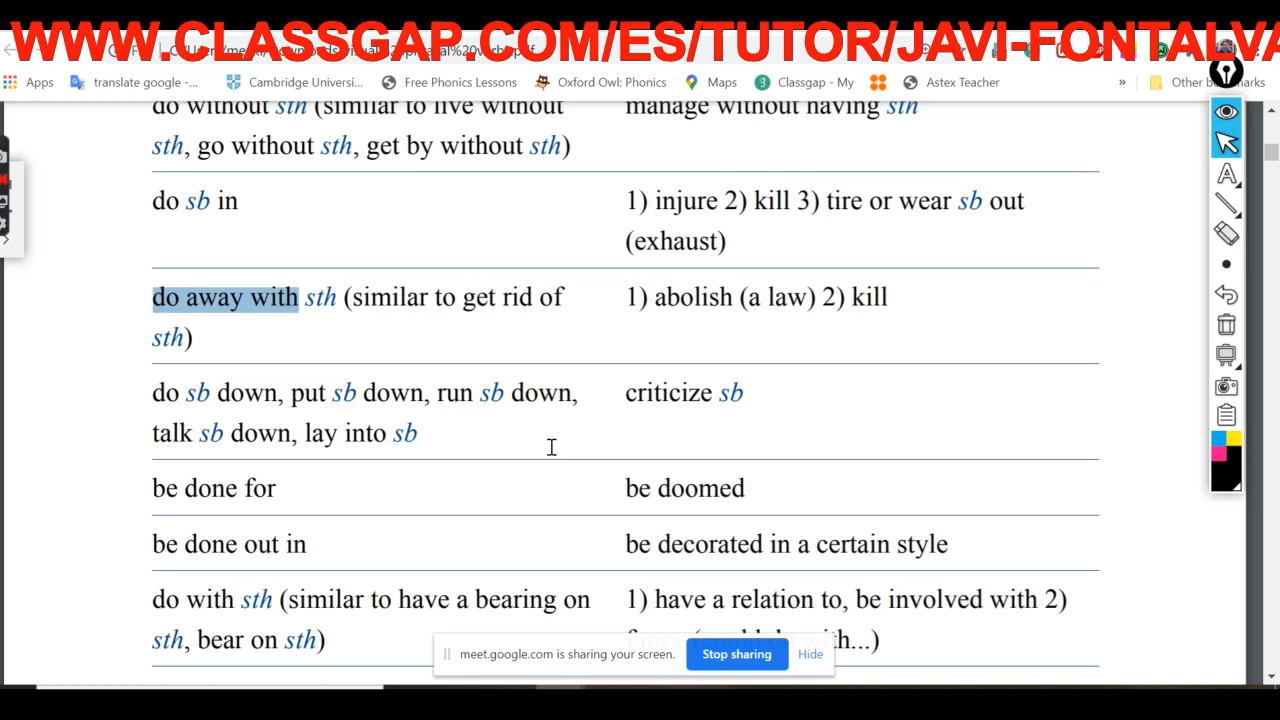 WWW.CLASSGAP.COM/ES/TUTOR/JAVI-FONTALVA
Apps translate google -... Cambridge Universi... Free Phonics Lessons Oxford Owl: Phonics Maps Classgap - My Astex Teacher » Other bookmarks
do without sth (similar to live without
sth, go without sth, get by without sth)
manage without having sth
do sb in
1) injure 2) kill 3) tire or wear sb out
(exhaust)
do away with sth (similar to get rid of
sth)
1) abolish (a law) 2) kill
do sb down, put sb down, run sb down,
talk sb down, lay into sb
criticize sb
be done for
be doomed
be done out in
be decorated in a certain style
do with sth (similar to have a bearing on
sth, bear on sth)
1) have a relation to, be involved with 2)
meet.google.com is sharing your screen. Stop sharing Hide